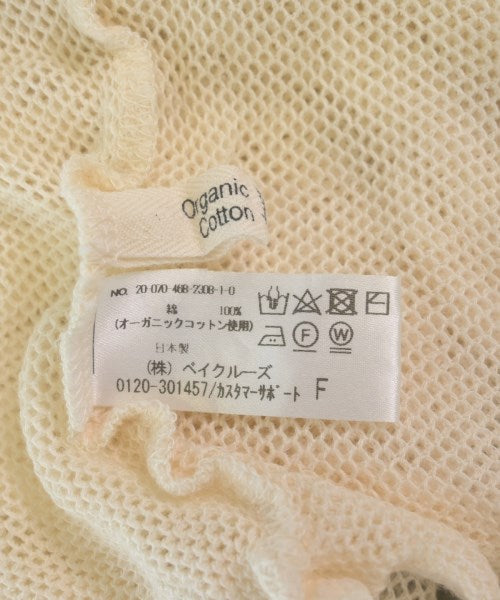 Organic
Cotton
NO. 20-070-468-2308-1-0
綿 100%
(オーガニックコットン使用)
日本製
(株) ベイクルーズ
0120-301457/カスタマーサポート F
F W